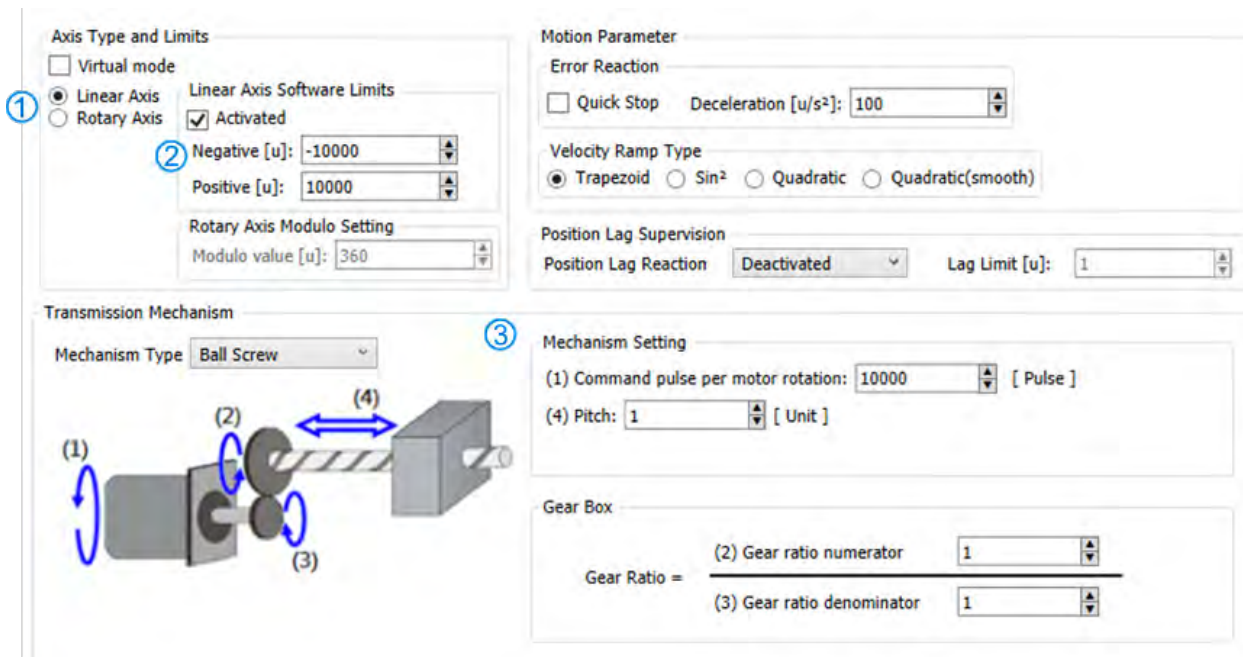 Axis Type and Limits
Virtual mode
① Linear Axis
Rotary Axis
Linear Axis Software Limits
Activated
② Negative [u]: -10000
Positive [u]: 10000
Rotary Axis Modulo Setting
Modulo value [u]: 360
Motion Parameter
Error Reaction
Quick Stop Deceleration [u/s²]: 100
Velocity Ramp Type
Trapezoid Sin² Quadratic Quadratic(smooth)
Position Lag Supervision
Position Lag Reaction Deactivated Lag Limit [u]: 1
Transmission Mechanism
Mechanism Type Ball Screw
(1)
(2)
(4)
(3)
③ Mechanism Setting
(1) Command pulse per motor rotation: 10000 [ Pulse ]
(4) Pitch: 1 [ Unit ]
Gear Box
Gear Ratio =
(2) Gear ratio numerator 1
(3) Gear ratio denominator 1